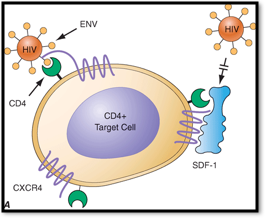 HIV
ENV
HIV
CD4
CD4+
Target Cell
SDF-1
CXCR4
A